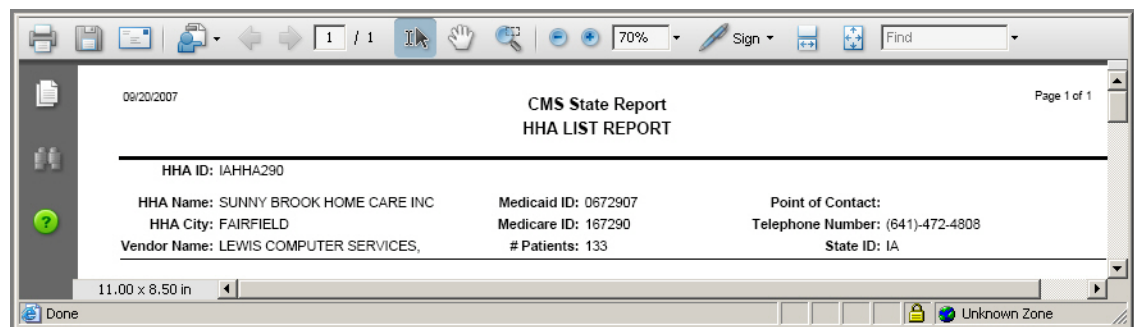 1 / 1 70% Sign Find
09/20/2007 CMS State Report Page 1 of 1
HHA LIST REPORT
HHA ID: IAHHA290
HHA Name: SUNNY BROOK HOME CARE INC Medicaid ID: 0672907 Point of Contact:
HHA City: FAIRFIELD Medicare ID: 167290 Telephone Number: (641)-472-4808
Vendor Name: LEWIS COMPUTER SERVICES, # Patients: 133 State ID: IA
11.00 x 8.50 in
Done Unknown Zone